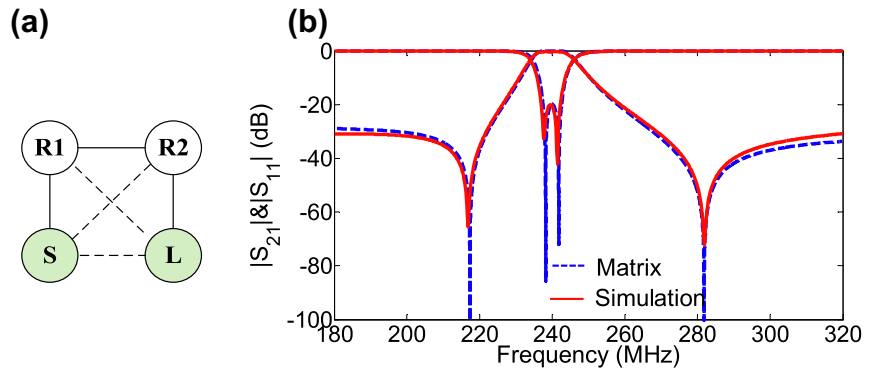 (a)
R1 R2
S L
(b)
|S21|&|S11| (dB)
0
-20
-40
-60
-80
-100
Matrix
Simulation
180 200 220 240 260 280 300 320
Frequency (MHz)